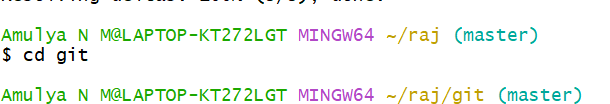 Amulya N M@LAPTOP-KT272LGT MINGW64 ~/raj (master)
$ cd git
Amulya N M@LAPTOP-KT272LGT MINGW64 ~/raj/git (master)